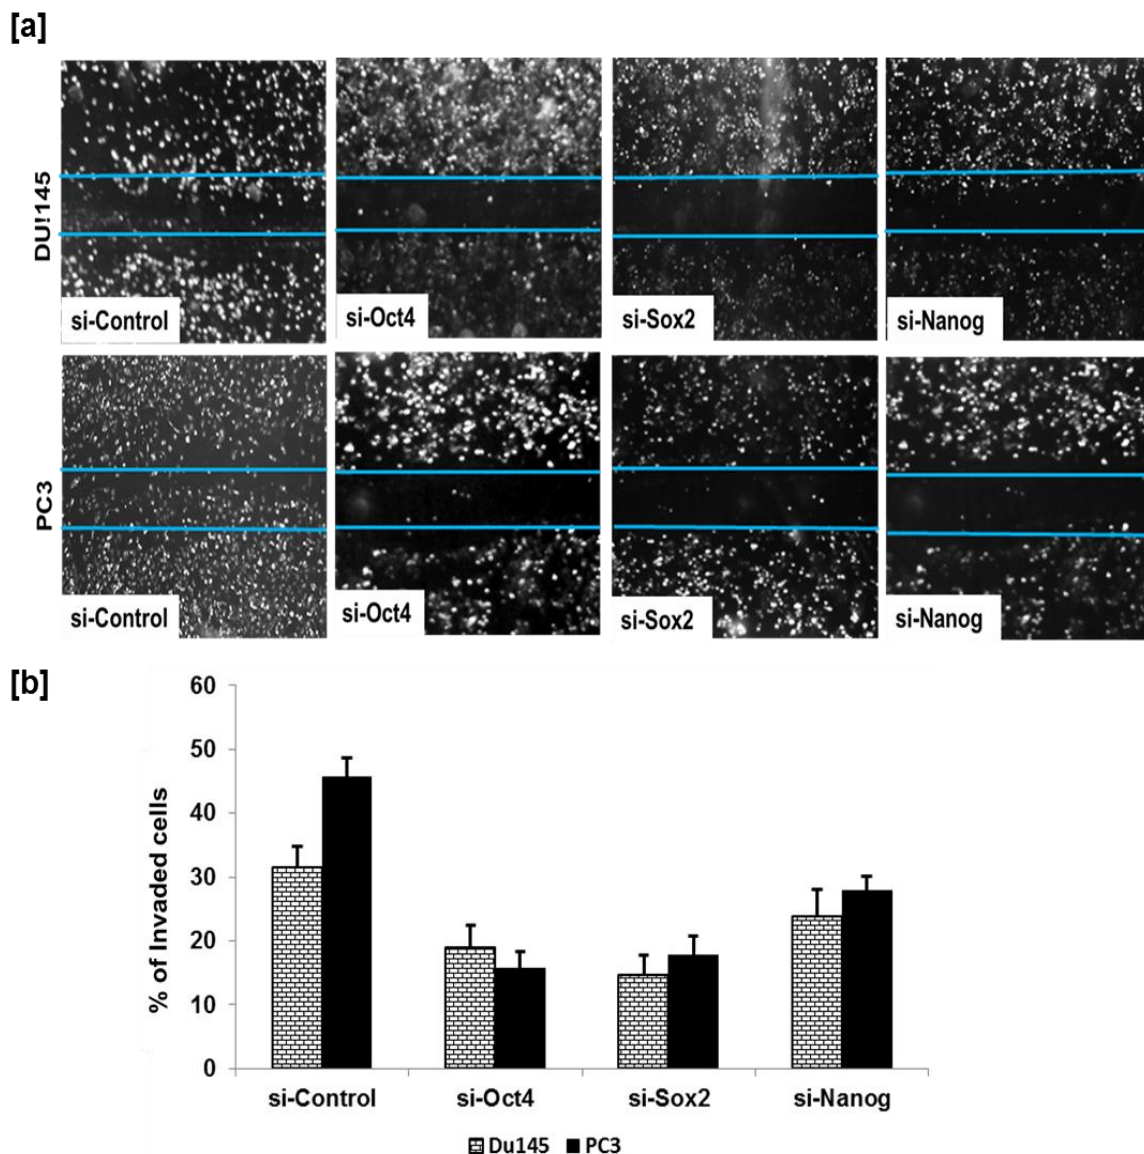 [a]
DU!145
si-Control
si-Oct4
si-Sox2
si-Nanog
PC3
si-Control
si-Oct4
si-Sox2
si-Nanog
[b]
% of Invaded cells
60
50
40
30
20
10
0
si-Control
si-Oct4
si-Sox2
si-Nanog
Du145 PC3